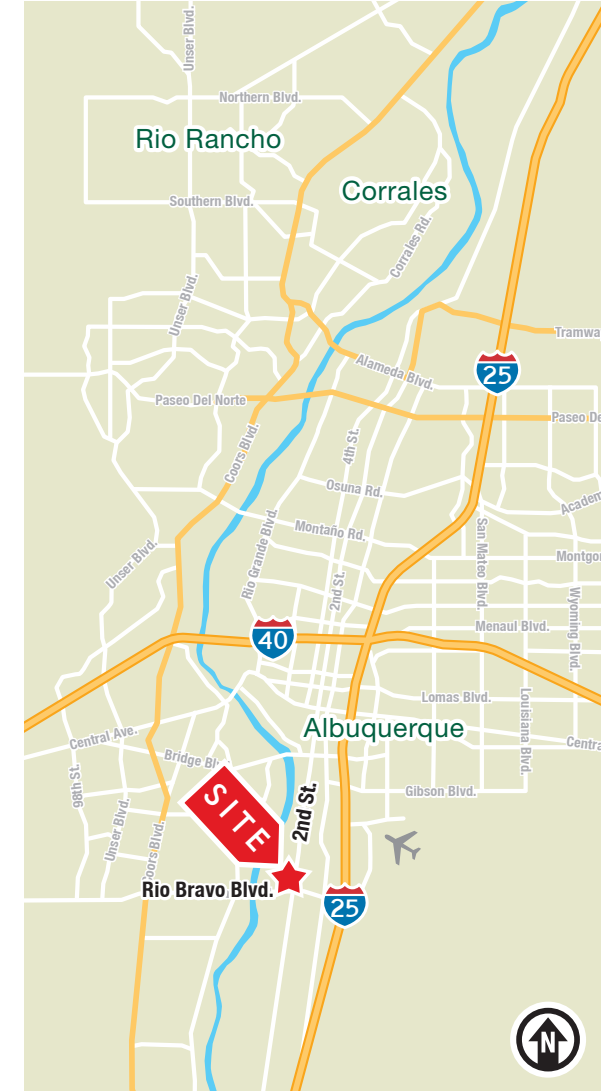 Unser Blvd.
Northern Blvd.
Rio Rancho
Corrales
Southern Blvd.
Corrales Rd.
Unser Blvd.
Tramwa
Alameda Blvd.
25
Paseo Del Norte
Paseo De
Coors Blvd.
4th St.
Osuna Rd.
Academ
Montaño Rd.
San Mateo Blvd.
Rio Grande Blvd.
Unser Blvd.
Montgo
2nd St.
Wyoming Blvd.
Menaul Blvd.
40
Lomas Blvd.
Louisiana Blvd.
Albuquerque
Central Ave.
Centra
Bridge Bl
98th St.
Gibson Blvd.
SITE
2nd St.
Unser Blvd.
Coors Blvd.
Rio Bravo Blvd.
25
N